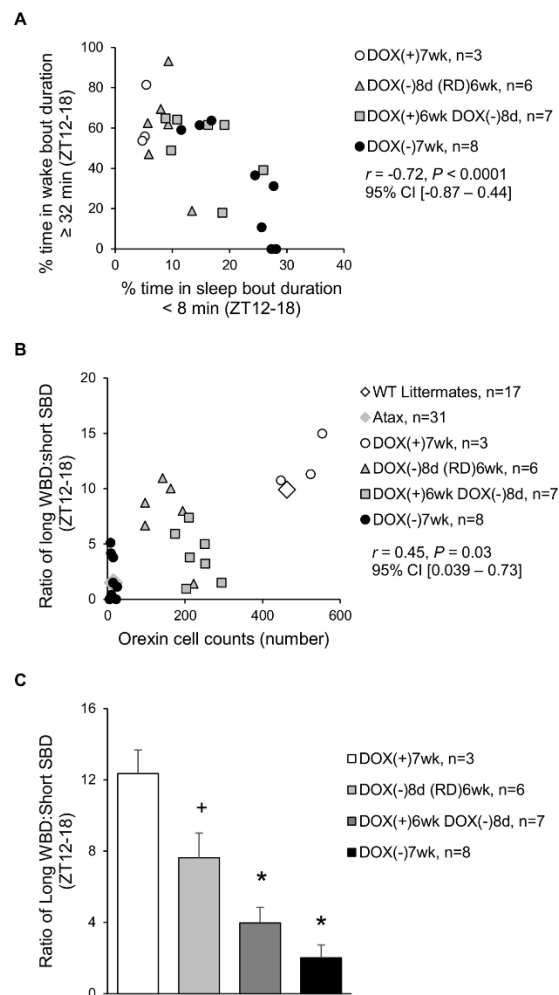 A
% time in wake bout duration
≥ 32 min (ZT12-18)
100
80
60
40
20
0
0 10 20 30 40
% time in sleep bout duration
< 8 min (ZT12-18)
DOX(+)7wk, n=3
DOX(-)8d (RD)6wk, n=6
DOX(+)6wk DOX(-)8d, n=7
DOX(-)7wk, n=8
r = -0.72, P < 0.0001
95% CI [-0.87 – 0.44]
B
Ratio of long WBD:short SBD
(ZT12-18)
20
15
10
5
0
0 200 400 600
Orexin cell counts (number)
WT Littermates, n=17
Atax, n=31
DOX(+)7wk, n=3
DOX(-)8d (RD)6wk, n=6
DOX(+)6wk DOX(-)8d, n=7
DOX(-)7wk, n=8
r = 0.45, P = 0.03
95% CI [0.039 – 0.73]
C
Ratio of Long WBD:Short SBD
(ZT12-18)
16
12
8
4
0
+
*
*
DOX(+)7wk, n=3
DOX(-)8d (RD)6wk, n=6
DOX(+)6wk DOX(-)8d, n=7
DOX(-)7wk, n=8